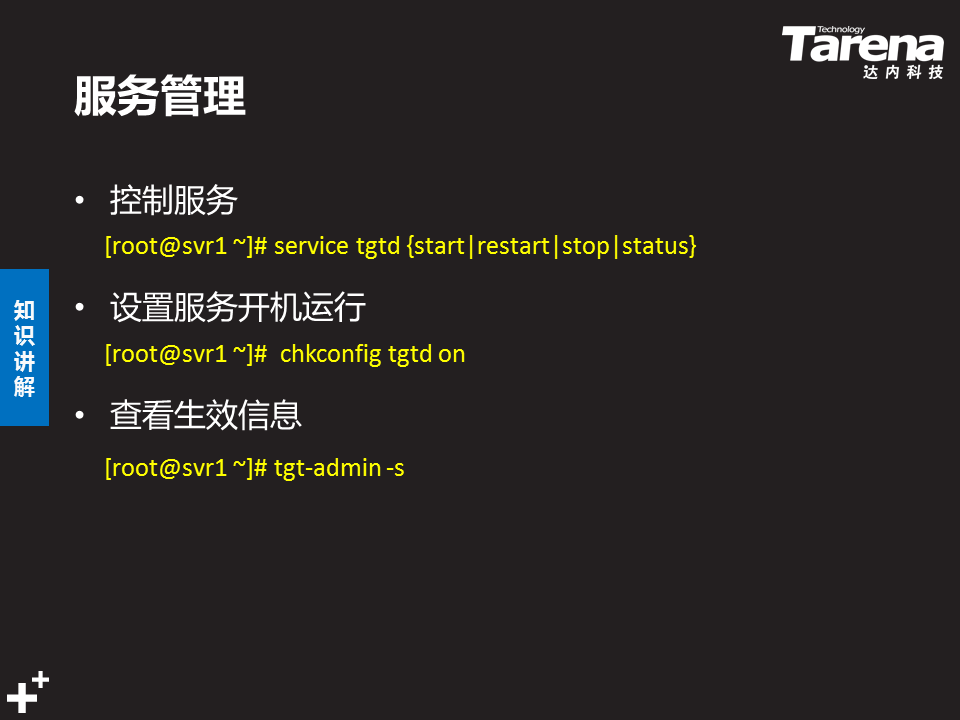 Technology
Tarena
达内科技
服务管理
• 控制服务
[root@svr1 ~]# service tgtd {start|restart|stop|status}
• 设置服务开机运行
[root@svr1 ~]#  chkconfig tgtd on
• 查看生效信息
[root@svr1 ~]# tgt-admin -s
知识讲解